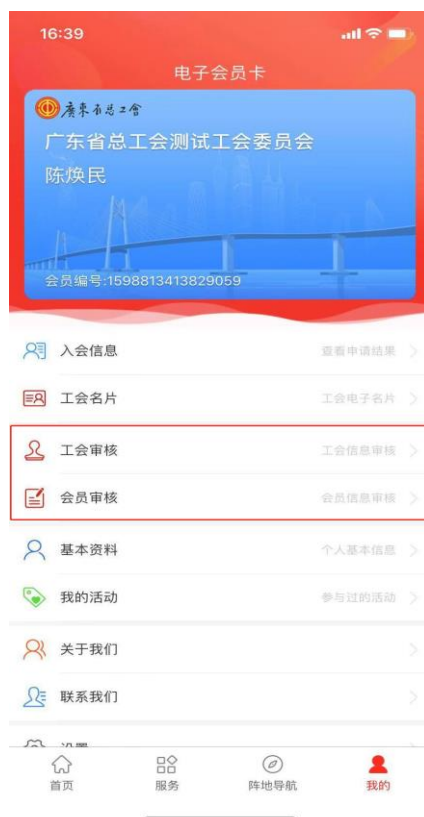 16:39
电子会员卡
廣東省总工會
广东省总工会测试工会委员会
陈焕民
会员编号:1598813413829059
入会信息 查看申请结果
工会名片 工会电子名片
工会审核 工会信息审核
会员审核 会员信息审核
基本资料 个人基本信息
我的活动 参与过的活动
关于我们
联系我们
设置
首页 服务 阵地导航 我的